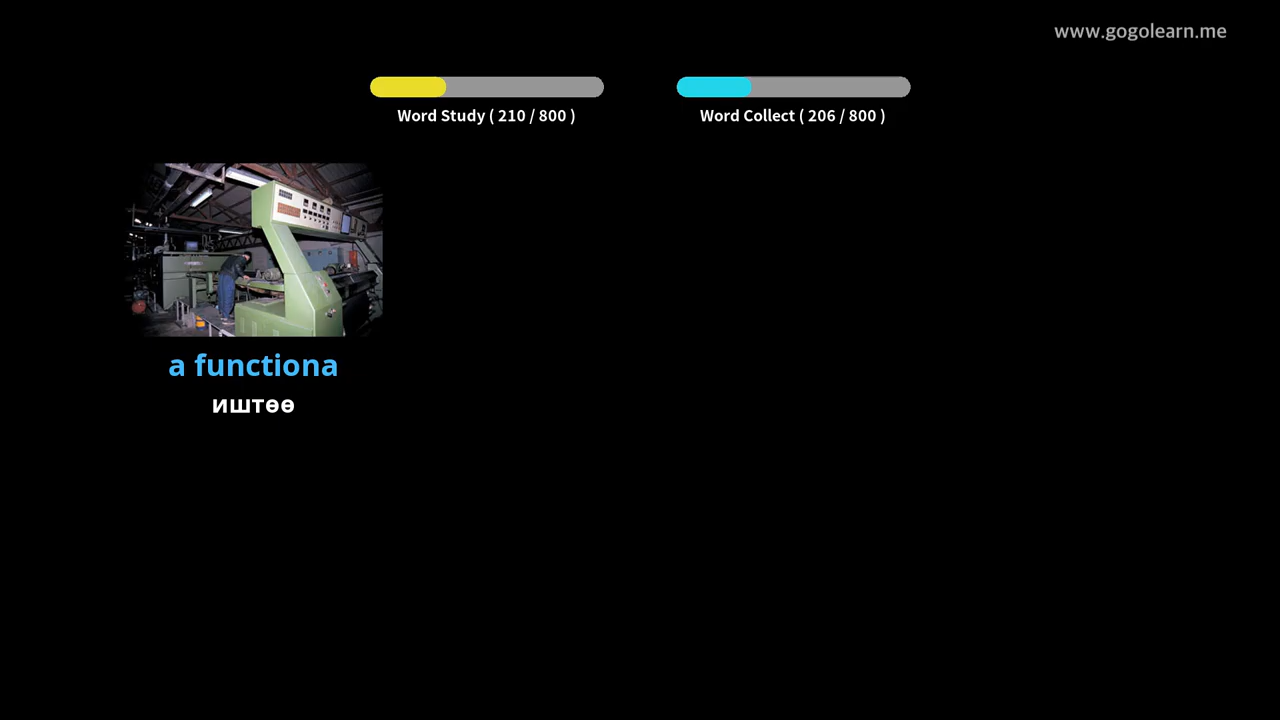 www.gogolearn.me
Word Study ( 210 / 800 )
Word Collect ( 206 / 800 )
a functiona
иштөө